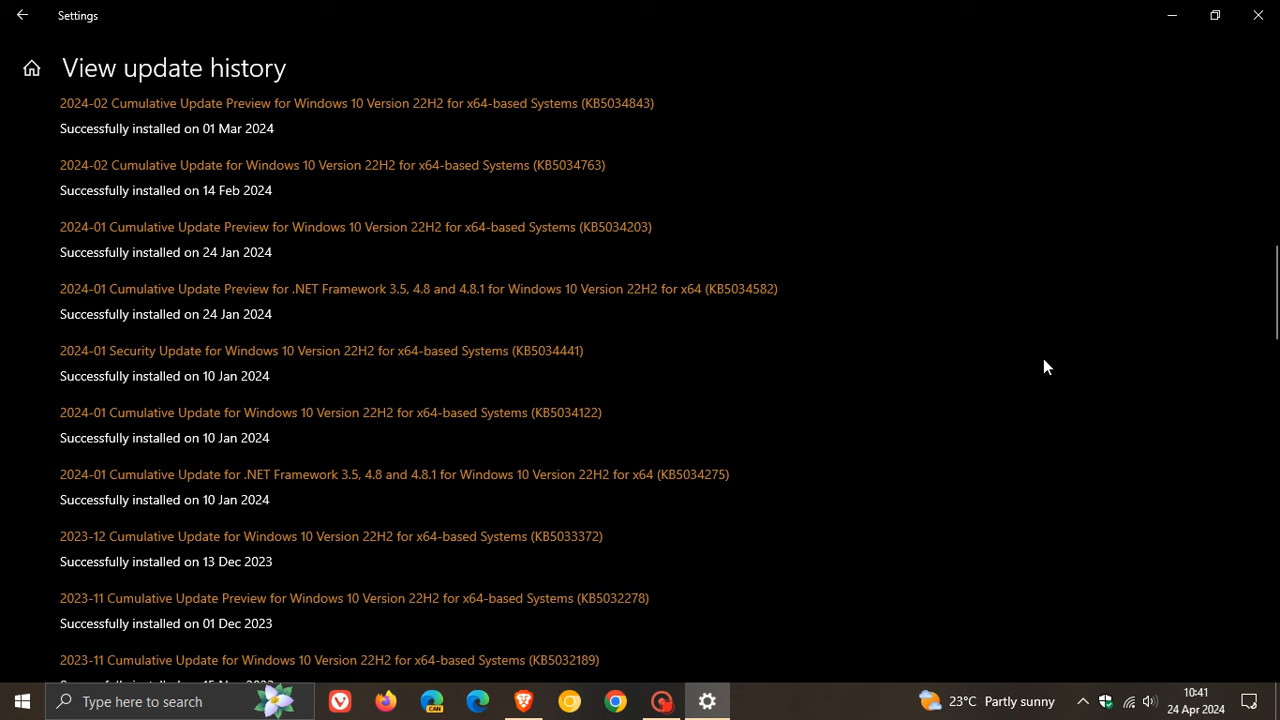 Settings
View update history
2024-02 Cumulative Update Preview for Windows 10 Version 22H2 for x64-based Systems (KB5034843)
Successfully installed on 01 Mar 2024
2024-02 Cumulative Update for Windows 10 Version 22H2 for x64-based Systems (KB5034763)
Successfully installed on 14 Feb 2024
2024-01 Cumulative Update Preview for Windows 10 Version 22H2 for x64-based Systems (KB5034203)
Successfully installed on 24 Jan 2024
2024-01 Cumulative Update Preview for .NET Framework 3.5, 4.8 and 4.8.1 for Windows 10 Version 22H2 for x64 (KB5034582)
Successfully installed on 24 Jan 2024
2024-01 Security Update for Windows 10 Version 22H2 for x64-based Systems (KB5034441)
Successfully installed on 10 Jan 2024
2024-01 Cumulative Update for Windows 10 Version 22H2 for x64-based Systems (KB5034122)
Successfully installed on 10 Jan 2024
2024-01 Cumulative Update for .NET Framework 3.5, 4.8 and 4.8.1 for Windows 10 Version 22H2 for x64 (KB5034275)
Successfully installed on 10 Jan 2024
2023-12 Cumulative Update for Windows 10 Version 22H2 for x64-based Systems (KB5033372)
Successfully installed on 13 Dec 2023
2023-11 Cumulative Update Preview for Windows 10 Version 22H2 for x64-based Systems (KB5032278)
Successfully installed on 01 Dec 2023
2023-11 Cumulative Update for Windows 10 Version 22H2 for x64-based Systems (KB5032189)
Type here to search
CAN
23°C Partly sunny
10:41
24 Apr 2024